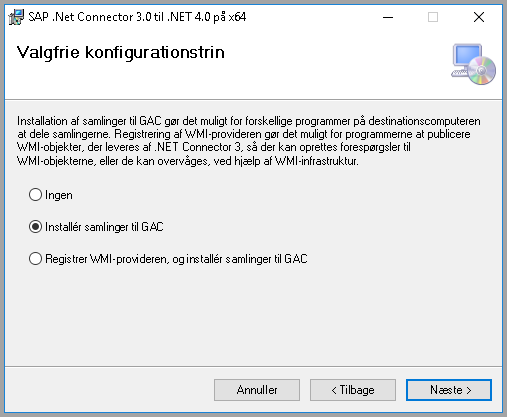 SAP .Net Connector 3.0 til .NET 4.0 på x64
Valgfrie konfigurationstrin
Installation af samlinger til GAC gør det muligt for forskellige programmer på destinationscomputeren
at dele samlingerne. Registrering af WMI-provideren gør det muligt for programmerne at publicere
WMI-objekter, der leveres af .NET Connector 3, så der kan oprettes forespørgsler til
WMI-objekterne, eller de kan overvåges, ved hjælp af WMI-infrastruktur.
Ingen
Installér samlinger til GAC
Registrer WMI-provideren, og installér samlinger til GAC
Annuller
< Tilbage
Næste >